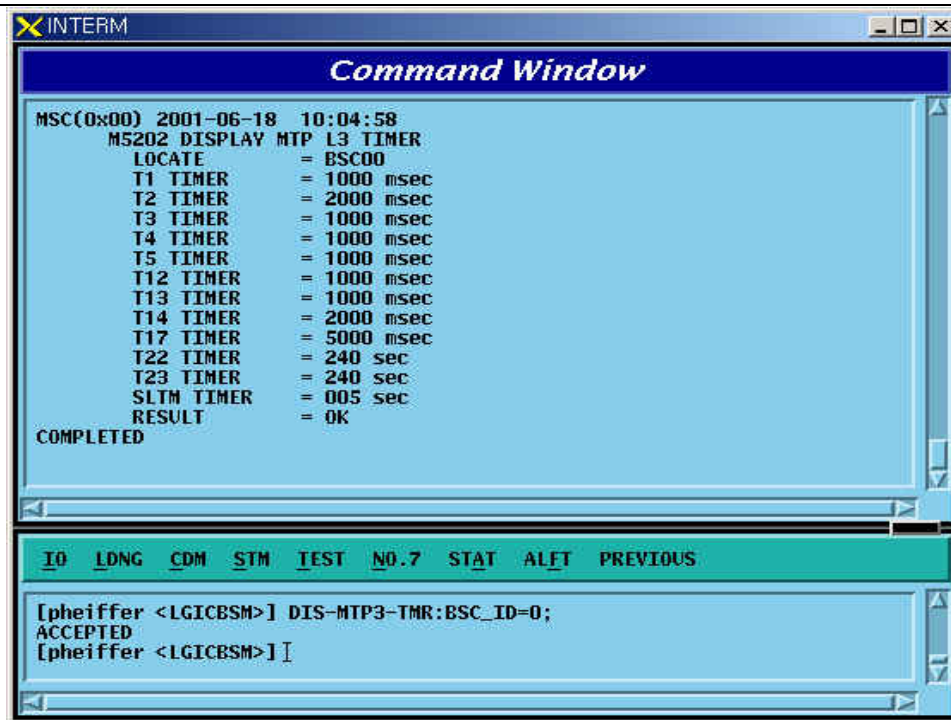 INTERM
Command Window
MSC(0x00) 2001-06-18 10:04:58
M5202 DISPLAY MTP L3 TIMER
LOCATE = BSC00
T1 TIMER = 1000 msec
T2 TIMER = 2000 msec
T3 TIMER = 1000 msec
T4 TIMER = 1000 msec
T5 TIMER = 1000 msec
T12 TIMER = 1000 msec
T13 TIMER = 1000 msec
T14 TIMER = 2000 msec
T17 TIMER = 5000 msec
T22 TIMER = 240 sec
T23 TIMER = 240 sec
SLTM TIMER = 005 sec
RESULT = OK
COMPLETED
IO LDNG CDM STM TEST NO.7 STAT ALFT PREVIOUS
[pheiffer <LGICBSM>] DIS-MTP3-TMR:BSC_ID=0;
ACCEPTED
[pheiffer <LGICBSM>]